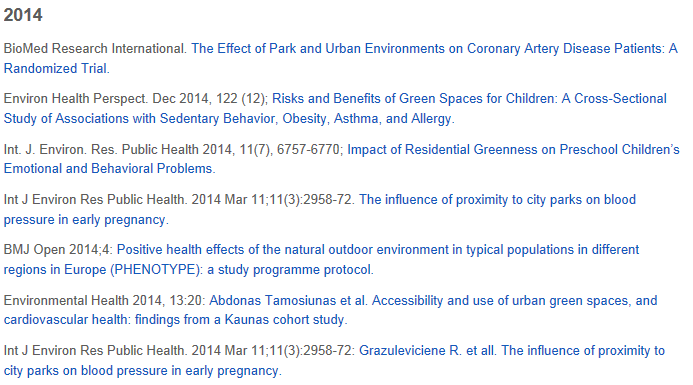 2014
BioMed Research International. The Effect of Park and Urban Environments on Coronary Artery Disease Patients: A
Randomized Trial.
Environ Health Perspect. Dec 2014, 122 (12); Risks and Benefits of Green Spaces for Children: A Cross-Sectional
Study of Associations with Sedentary Behavior, Obesity, Asthma, and Allergy.
Int. J. Environ. Res. Public Health 2014, 11(7), 6757-6770; Impact of Residential Greenness on Preschool Children’s
Emotional and Behavioral Problems.
Int J Environ Res Public Health. 2014 Mar 11;11(3):2958-72. The influence of proximity to city parks on blood
pressure in early pregnancy.
BMJ Open 2014;4: Positive health effects of the natural outdoor environment in typical populations in different
regions in Europe (PHENOTYPE): a study programme protocol.
Environmental Health 2014, 13:20: Abdonas Tamosiunas et al. Accessibility and use of urban green spaces, and
cardiovascular health: findings from a Kaunas cohort study.
Int J Environ Res Public Health. 2014 Mar 11;11(3):2958-72: Grazuleviciene R. et all. The influence of proximity to
city parks on blood pressure in early pregnancy.